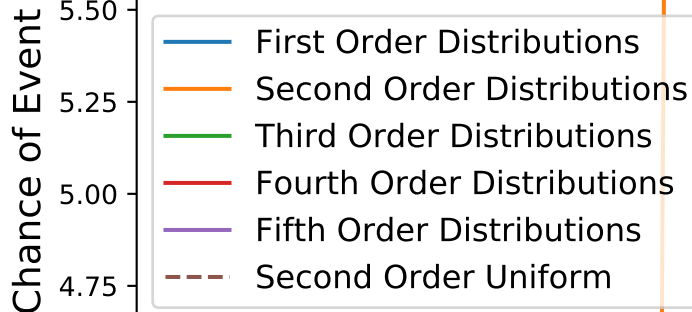 Chance of Event
5.50
5.25
5.00
4.75
First Order Distributions
Second Order Distributions
Third Order Distributions
Fourth Order Distributions
Fifth Order Distributions
Second Order Uniform